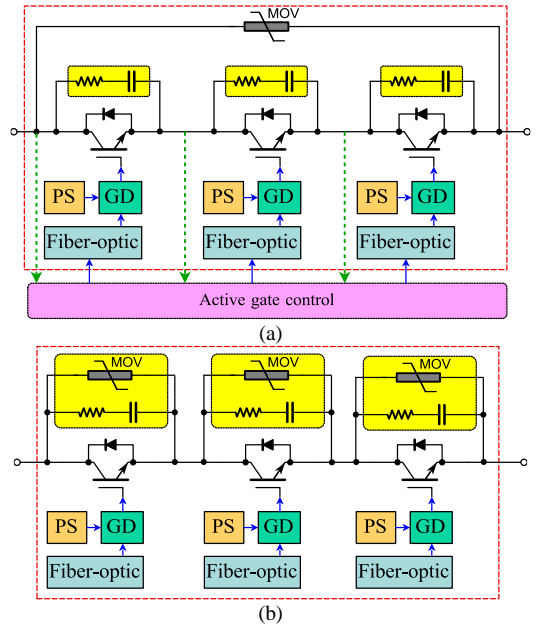 MOV
PS GD PS GD PS GD
Fiber-optic Fiber-optic Fiber-optic
Active gate control
(a)
MOV MOV MOV
PS GD PS GD PS GD
Fiber-optic Fiber-optic Fiber-optic
(b)